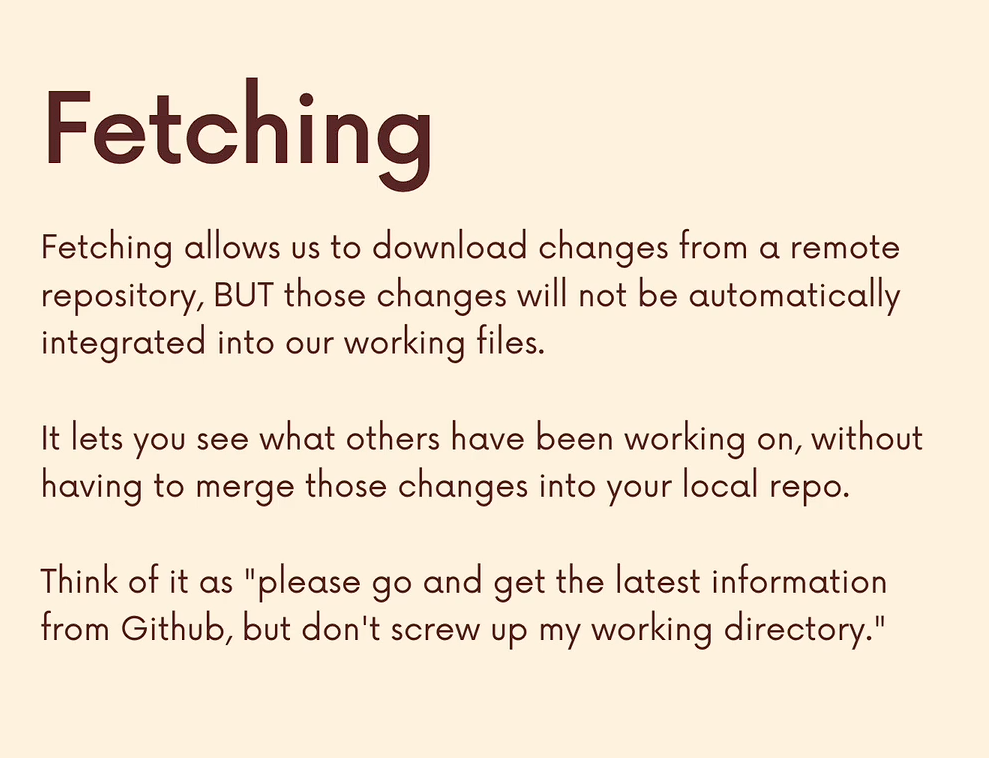 Fetching
Fetching allows us to download changes from a remote
repository, BUT those changes will not be automatically
integrated into our working files.
It lets you see what others have been working on, without
having to merge those changes into your local repo.
Think of it as "please go and get the latest information
from Github, but don't screw up my working directory."